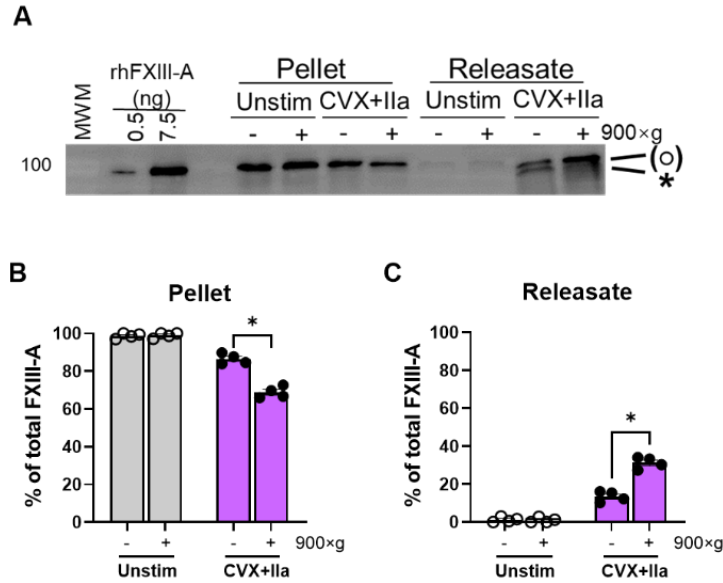 A
rhFXIII-A
(ng)
MWM
0.5
7.5
Pellet
Releasate
Unstim CVX+IIa Unstim CVX+IIa
- + - + - + - + 900×g
100
(○)
*
B
Pellet
% of total FXIII-A
100
80
60
40
20
0
*
- + - + 900×g
Unstim CVX+IIa
C
Releasate
% of total FXIII-A
100
80
60
40
20
0
*
- + - + 900×g
Unstim CVX+IIa